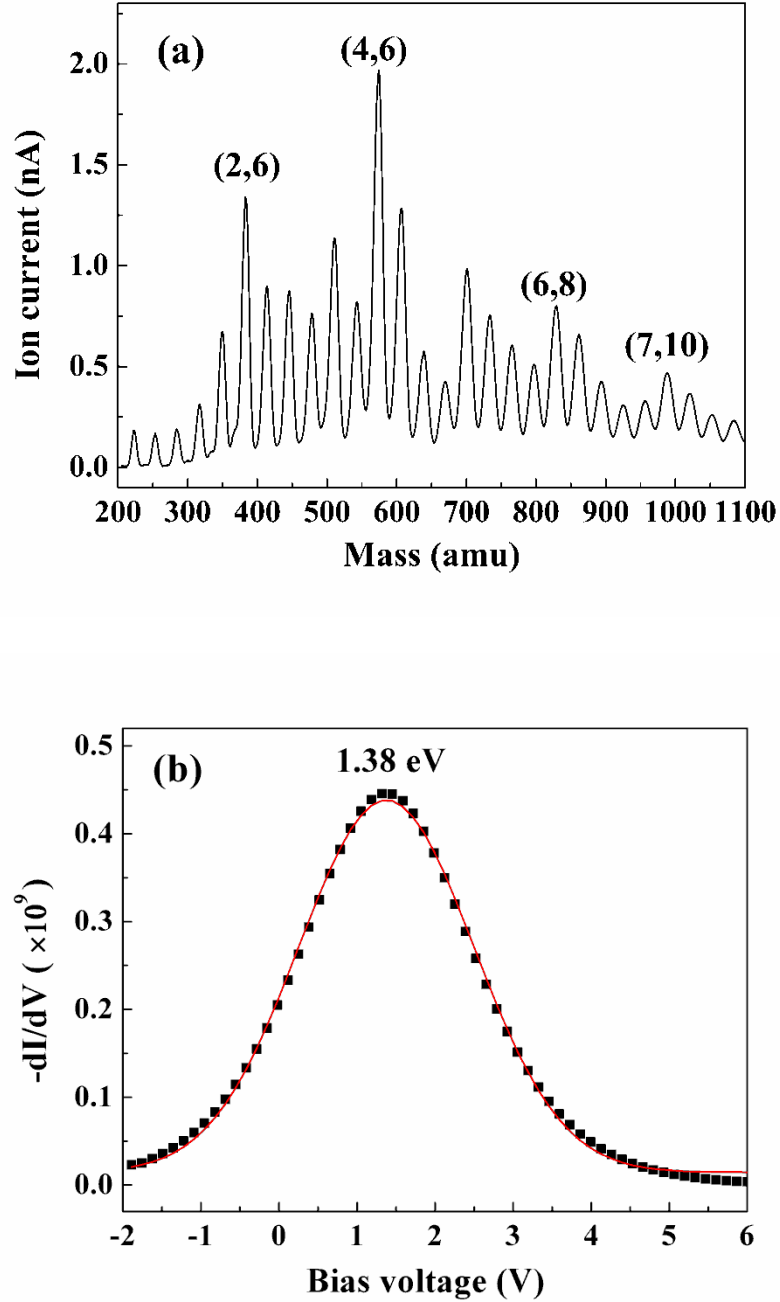 (a)
(4,6)
(2,6)
(6,8)
(7,10)
Ion current (nA)
2.0
1.5
1.0
0.5
0.0
200 300 400 500 600 700 800 900 1000 1100
Mass (amu)
(b)
1.38 eV
-dI/dV ( ×10⁹)
0.5
0.4
0.3
0.2
0.1
0.0
-2 -1 0 1 2 3 4 5 6
Bias voltage (V)